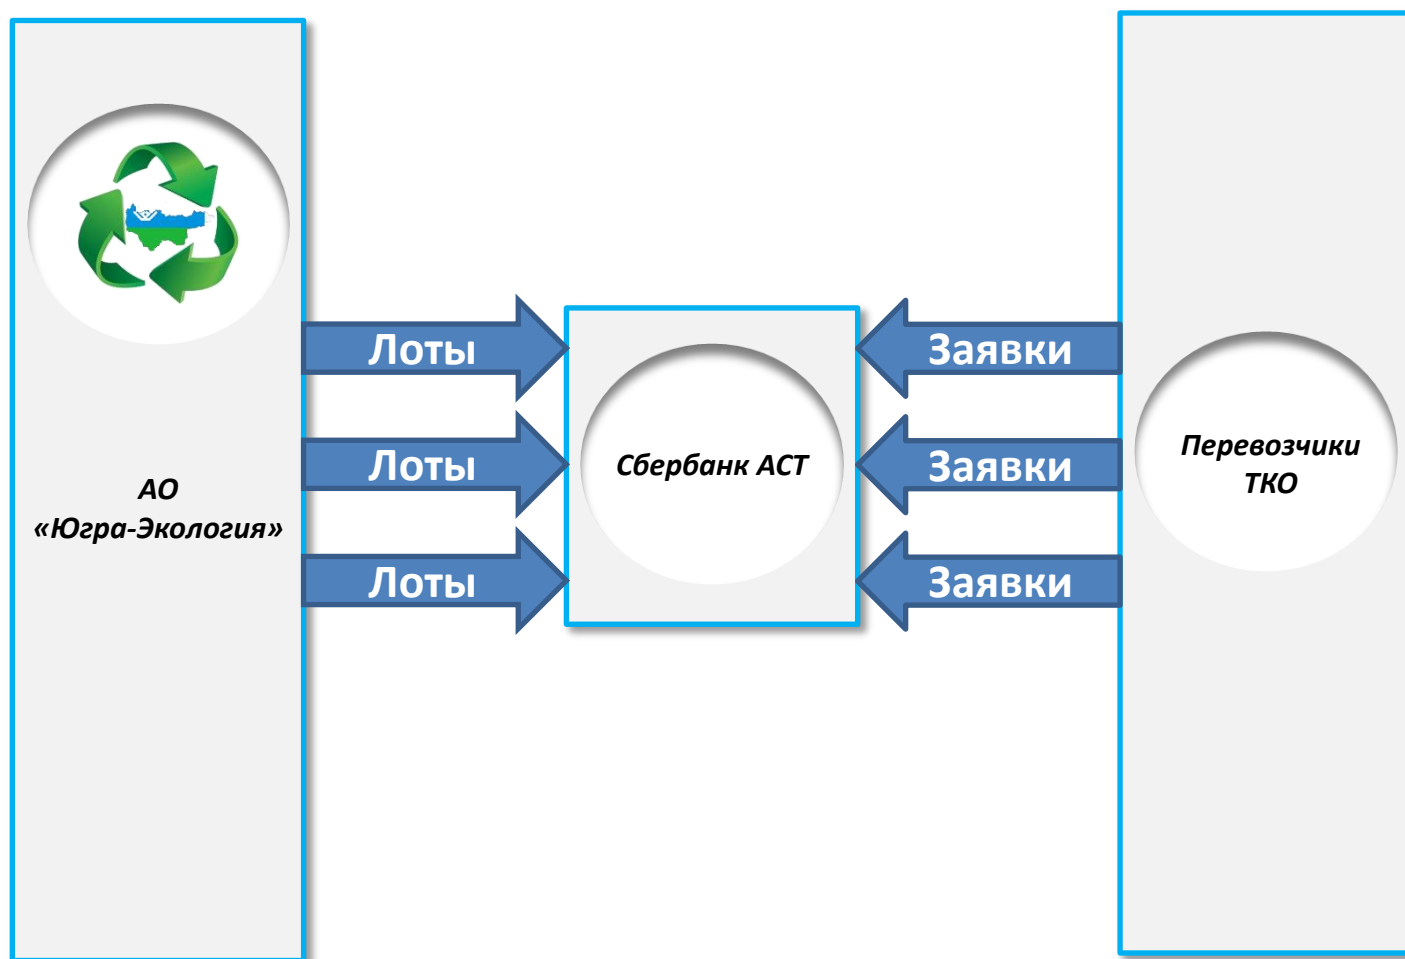 АО
«Югра-Экология»
Лоты
Лоты
Лоты
Сбербанк АСТ
Заявки
Заявки
Заявки
Перевозчики
ТКО